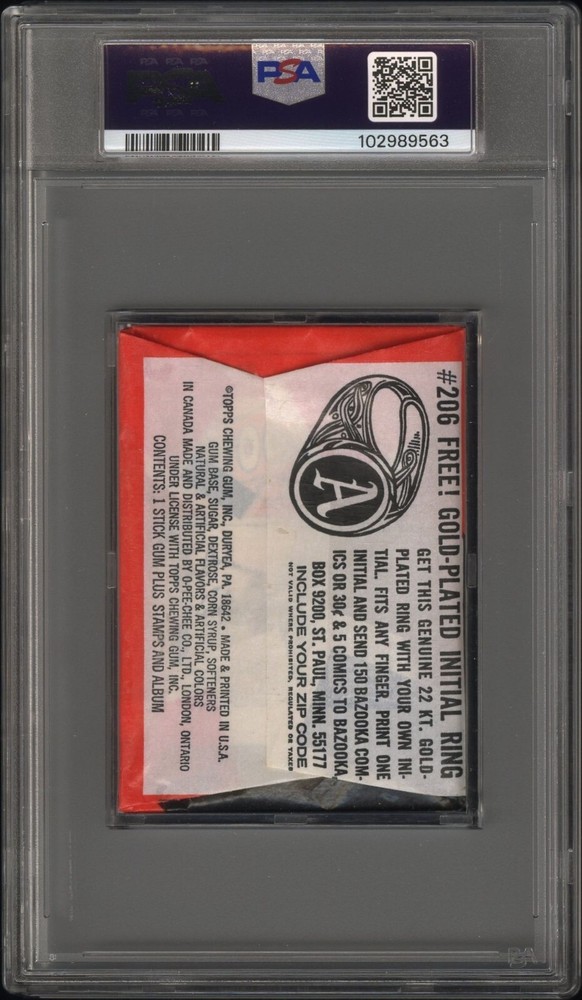 PSA
102989563
#206 FREE! GOLD-PLATED INITIAL RING
GET THIS GENUINE 22 KT. GOLD-
PLATED RING WITH YOUR OWN INI-
TIAL. FITS ANY FINGER. PRINT ONE
INITIAL AND SEND 150 BAZOOKA COM-
ICS OR 30¢ & 5 COMICS TO BAZOOKA,
BOX 9200, ST. PAUL, MINN. 55177
INCLUDE YOUR ZIP CODE
NOT VALID WHERE PROHIBITED, REGULATED OR TAXED
A
©TOPPS CHEWING GUM, INC., DURYEA, PA. 18642 • MADE & PRINTED IN U.S.A.
GUM BASE, SUGAR, DEXTROSE, CORN SYRUP, SOFTENERS
NATURAL & ARTIFICIAL FLAVORS & ARTIFICIAL COLORS
IN CANADA MADE AND DISTRIBUTED BY O-PEE-CHEE CO., LTD., LONDON, ONTARIO
UNDER LICENSE WITH TOPPS CHEWING GUM, INC.
CONTENTS: 1 STICK GUM PLUS STAMPS AND ALBUM